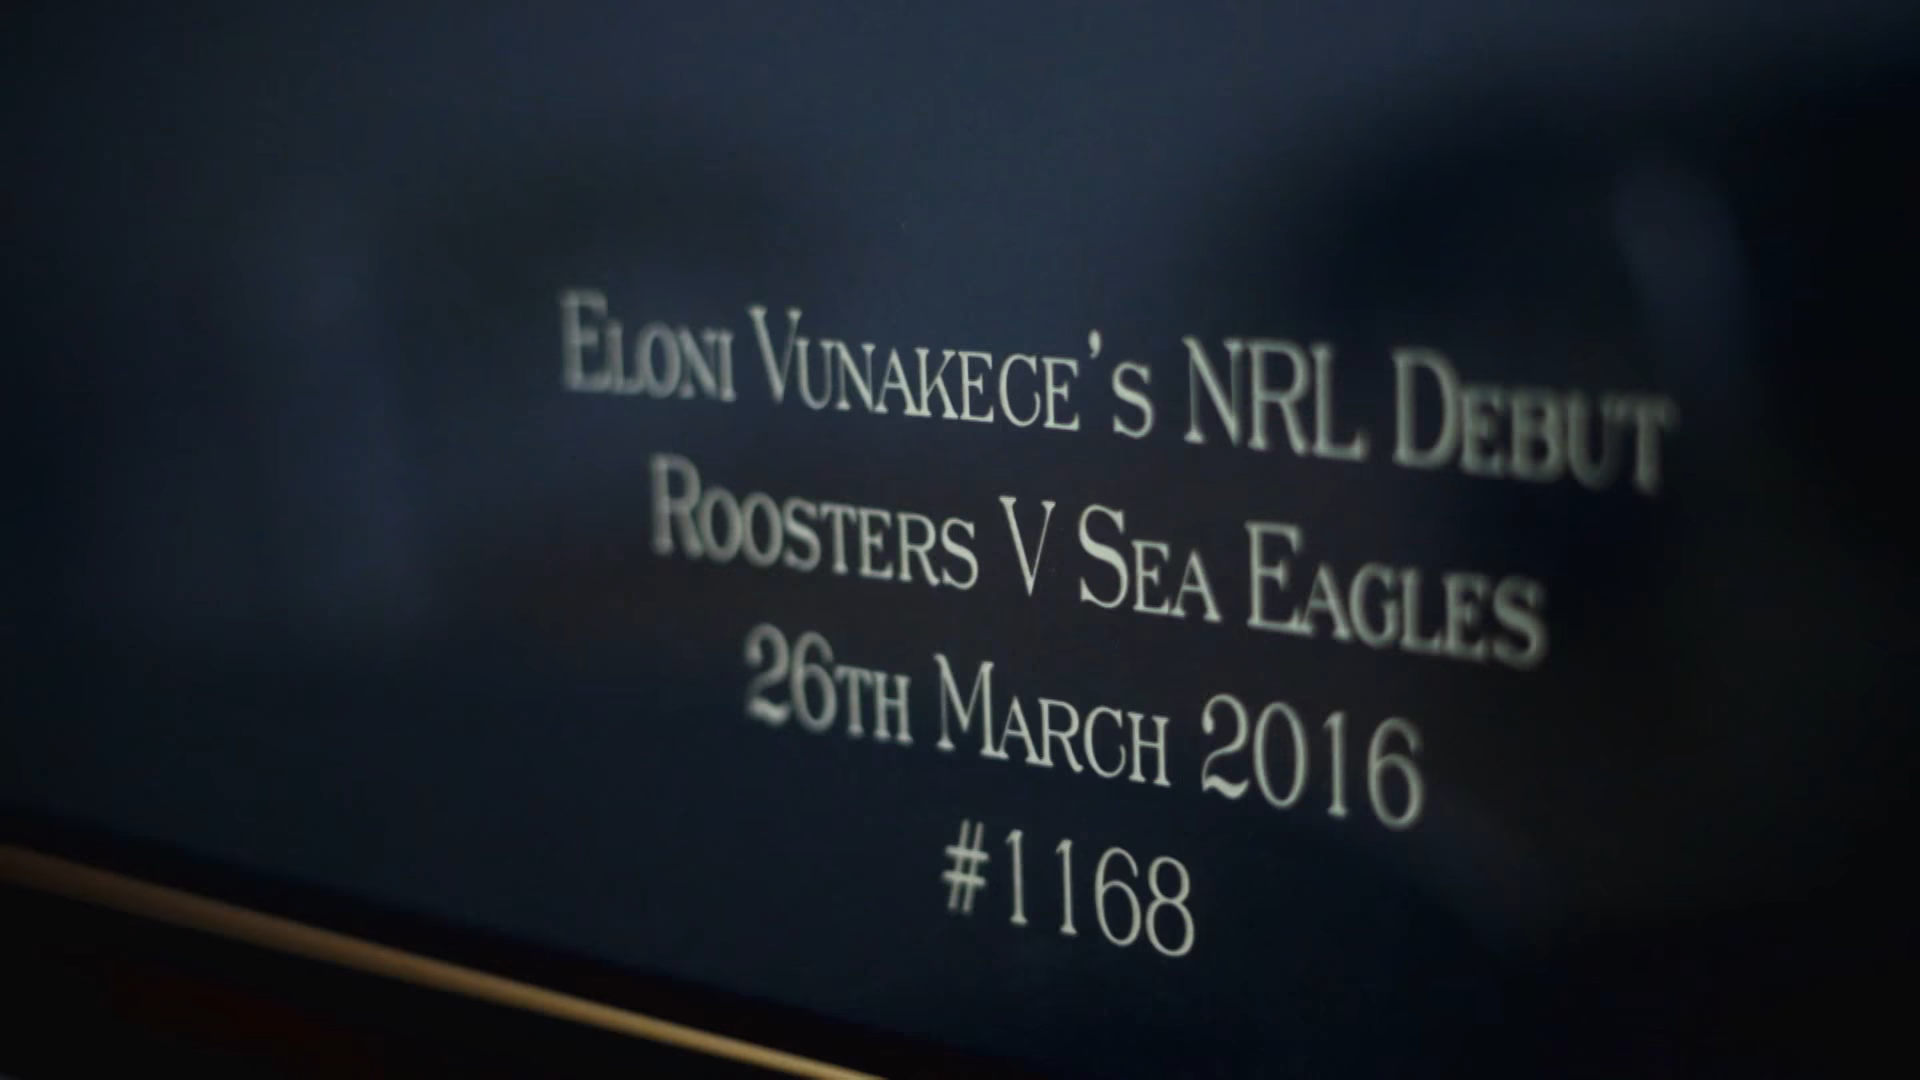 Eloni Vunakece's NRL Debut
Roosters V Sea Eagles
26th March 2016
#1168